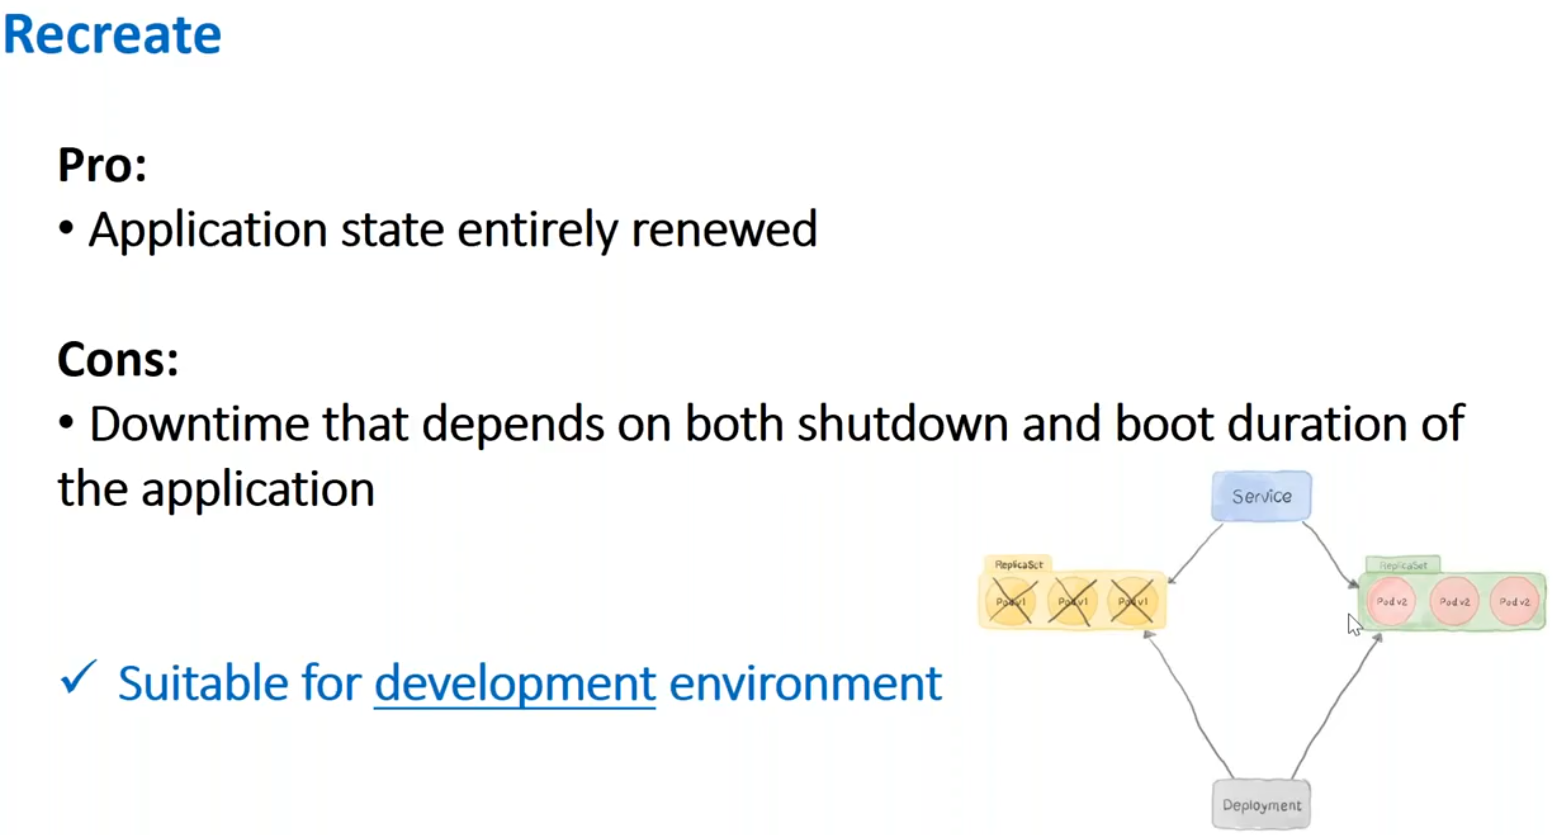 Recreate
Pro:
• Application state entirely renewed
Cons:
• Downtime that depends on both shutdown and boot duration of
the application
Service
ReplicaSet
Pod v1 Pod v1 Pod v1
ReplicaSet
Pod v2 Pod v2 Pod v2
✓ Suitable for development environment
Deployment